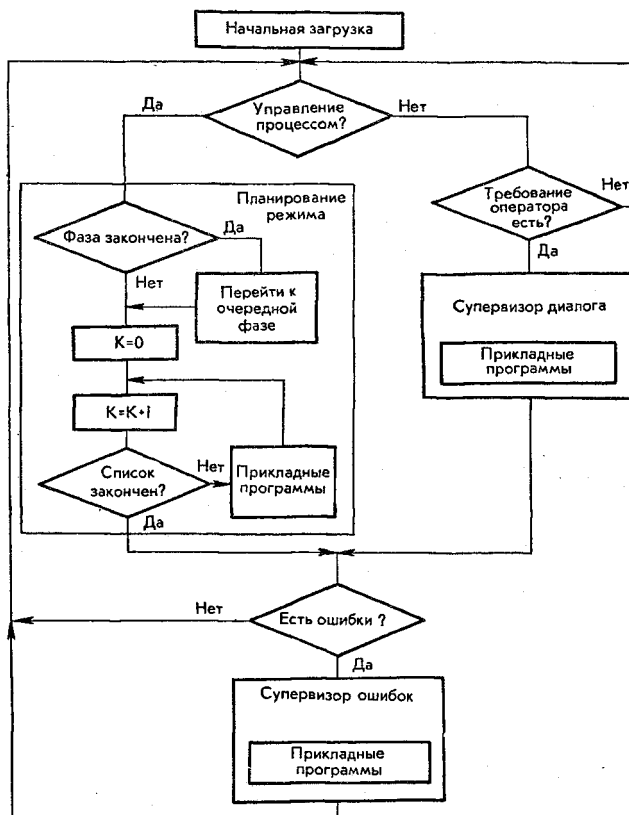 Начальная загрузка
Да
Управление
процессом?
Нет
Планирование
режима
Требование
оператора
есть?
Нет
Фаза закончена?
Да
Да
Нет
Перейти к
очередной
фазе
Супервизор диалога
К=0
Прикладные
программы
К=К+1
Список
закончен?
Нет
Прикладные
программы
Да
Нет
Есть ошибки ?
Да
Супервизор ошибок
Прикладные
программы